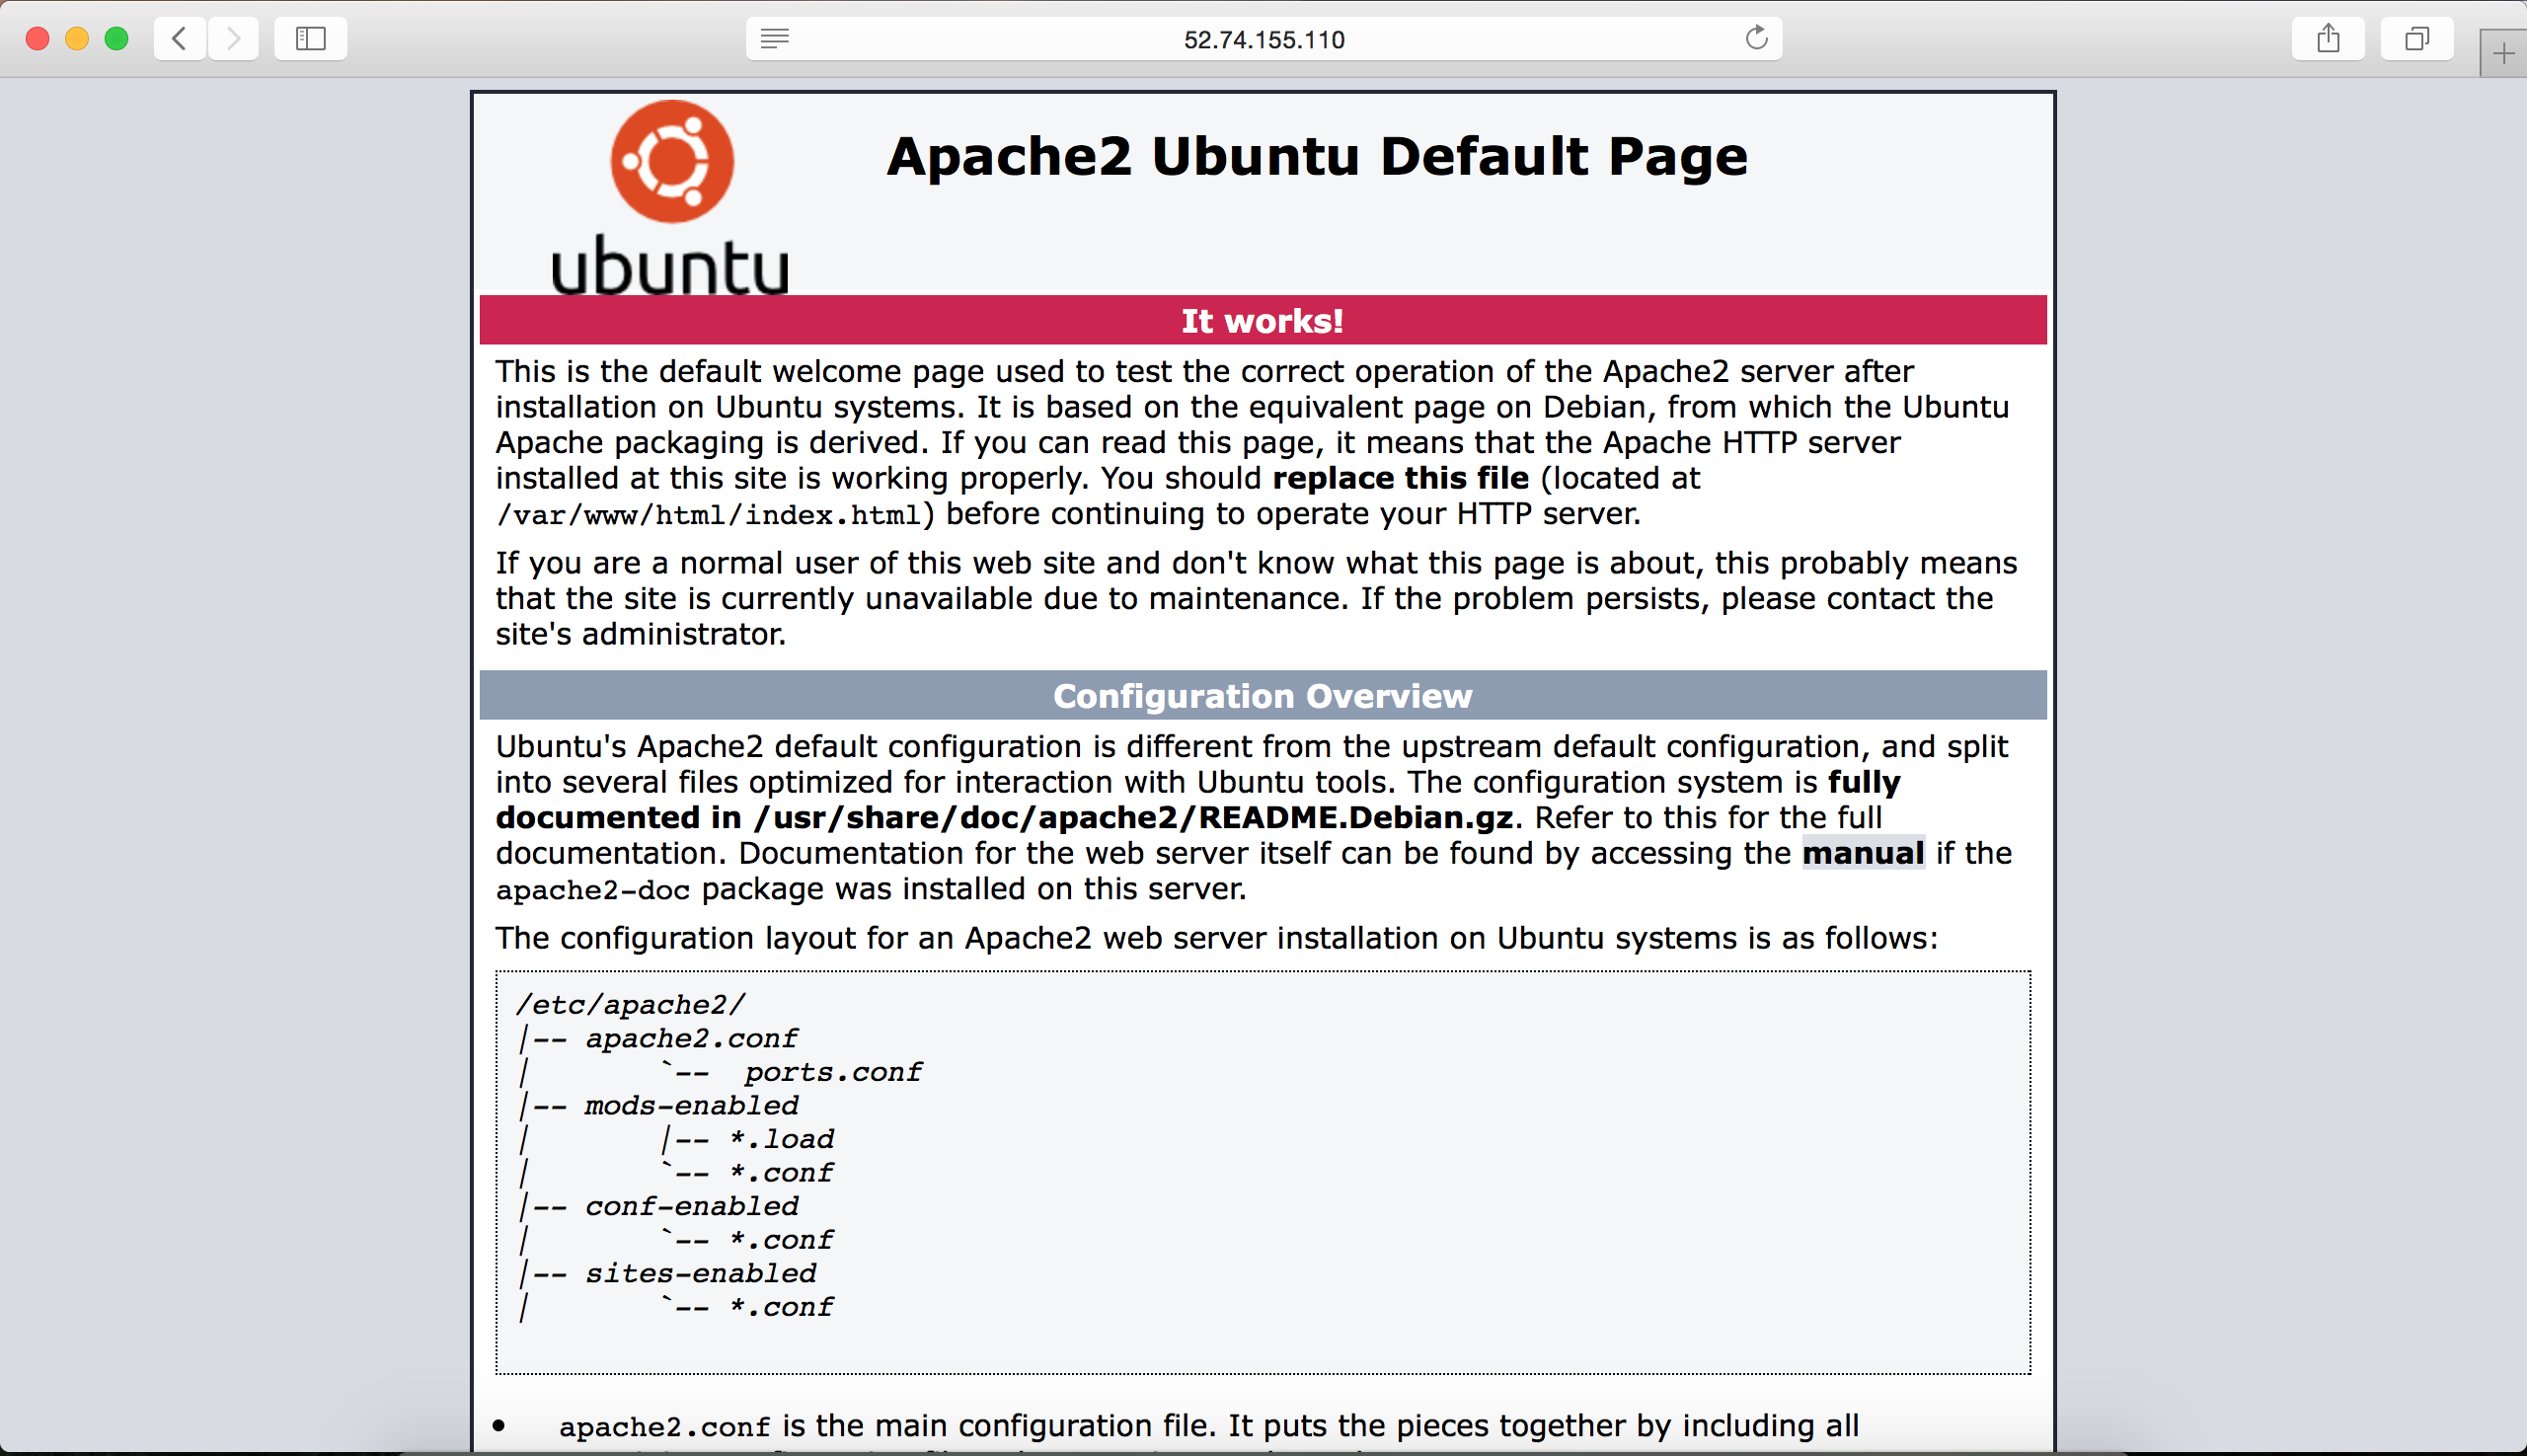 52.74.155.110
Apache2 Ubuntu Default Page
ubuntu
It works!
This is the default welcome page used to test the correct operation of the Apache2 server after
installation on Ubuntu systems. It is based on the equivalent page on Debian, from which the Ubuntu
Apache packaging is derived. If you can read this page, it means that the Apache HTTP server
installed at this site is working properly. You should replace this file (located at
/var/www/html/index.html) before continuing to operate your HTTP server.
If you are a normal user of this web site and don't know what this page is about, this probably means
that the site is currently unavailable due to maintenance. If the problem persists, please contact the
site's administrator.
Configuration Overview
Ubuntu's Apache2 default configuration is different from the upstream default configuration, and split
into several files optimized for interaction with Ubuntu tools. The configuration system is fully
documented in /usr/share/doc/apache2/README.Debian.gz. Refer to this for the full
documentation. Documentation for the web server itself can be found by accessing the manual if the
apache2-doc package was installed on this server.
The configuration layout for an Apache2 web server installation on Ubuntu systems is as follows:
/etc/apache2/
|-- apache2.conf
|       `--  ports.conf
|-- mods-enabled
|       |-- *.load
|       `-- *.conf
|-- conf-enabled
|       `-- *.conf
|-- sites-enabled
|       `-- *.conf
• apache2.conf is the main configuration file. It puts the pieces together by including all